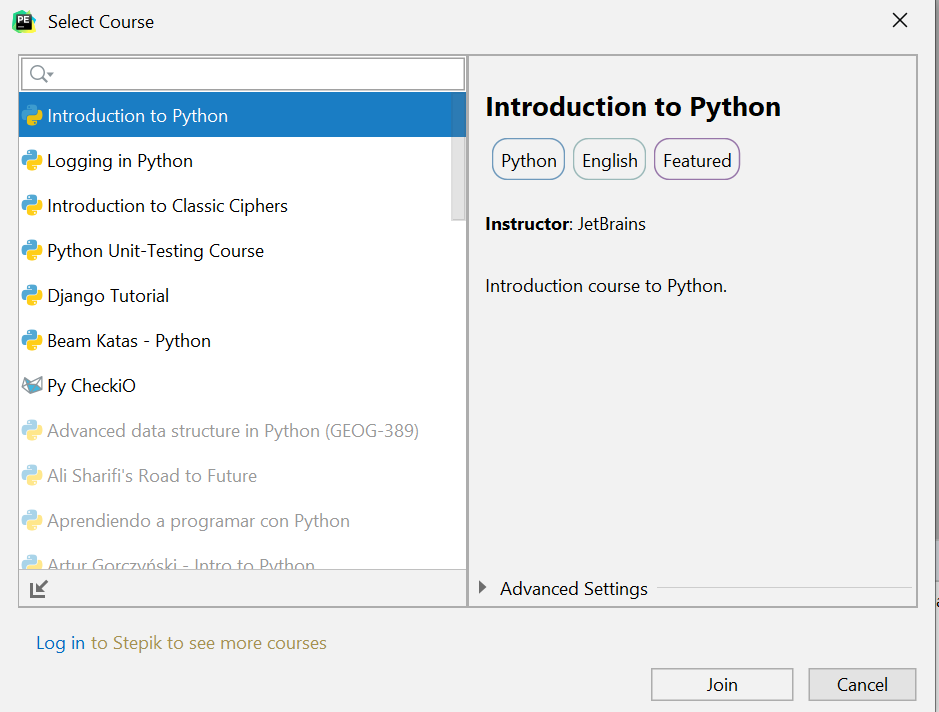 PE
Select Course
Introduction to Python
Logging in Python
Introduction to Classic Ciphers
Python Unit-Testing Course
Django Tutorial
Beam Katas - Python
Py CheckiO
Advanced data structure in Python (GEOG-389)
Ali Sharifi's Road to Future
Aprendiendo a programar con Python
Artur Gorczyński - Intro to Python
Introduction to Python
Python English Featured
Instructor: JetBrains
Introduction course to Python.
Advanced Settings
Log in to Stepik to see more courses
Join Cancel